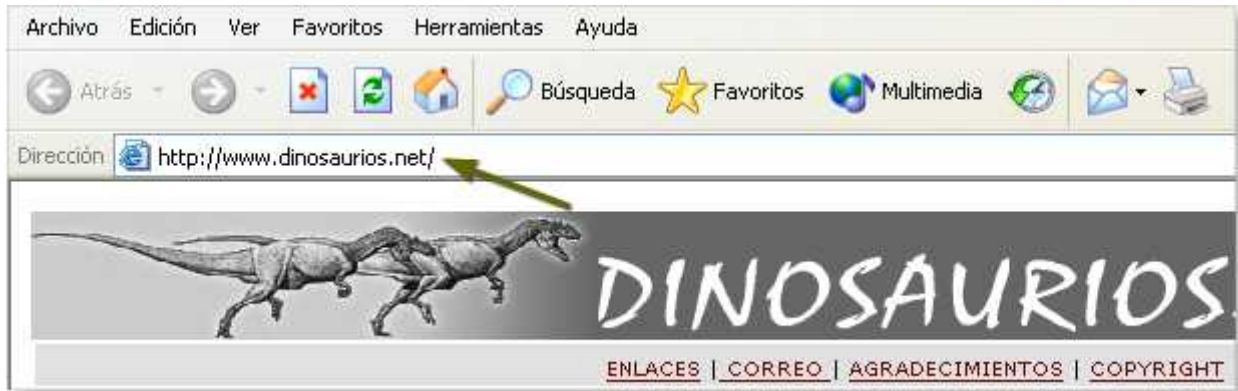 Archivo Edición Ver Favoritos Herramientas Ayuda
Atrás Búsqueda Favoritos Multimedia
Dirección http://www.dinosaurios.net/
DINOSAURIOS.
ENLACES | CORREO | AGRADECIMIENTOS | COPYRIGHT